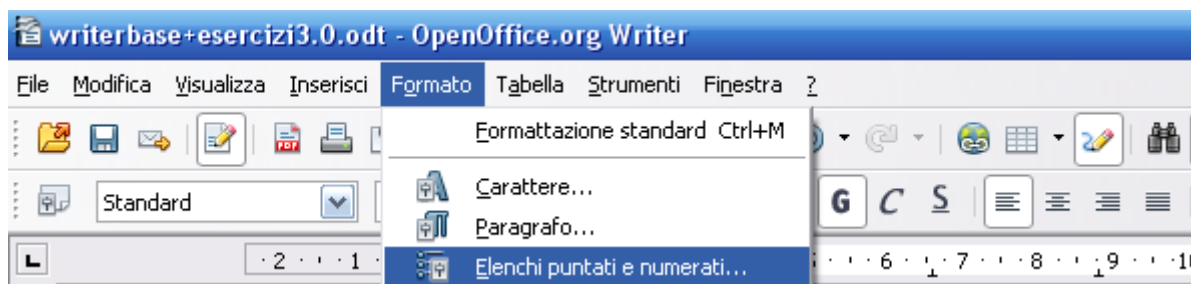 writerbase+esercizi3.0.odt - OpenOffice.org Writer
File Modifica Visualizza Inserisci Formato Tabella Strumenti Finestra ?
Formattazione standard Ctrl+M
PDF
Standard
Carattere...
G C S
Paragrafo...
Elenchi puntati e numerati...
2 1 6 7 8 9